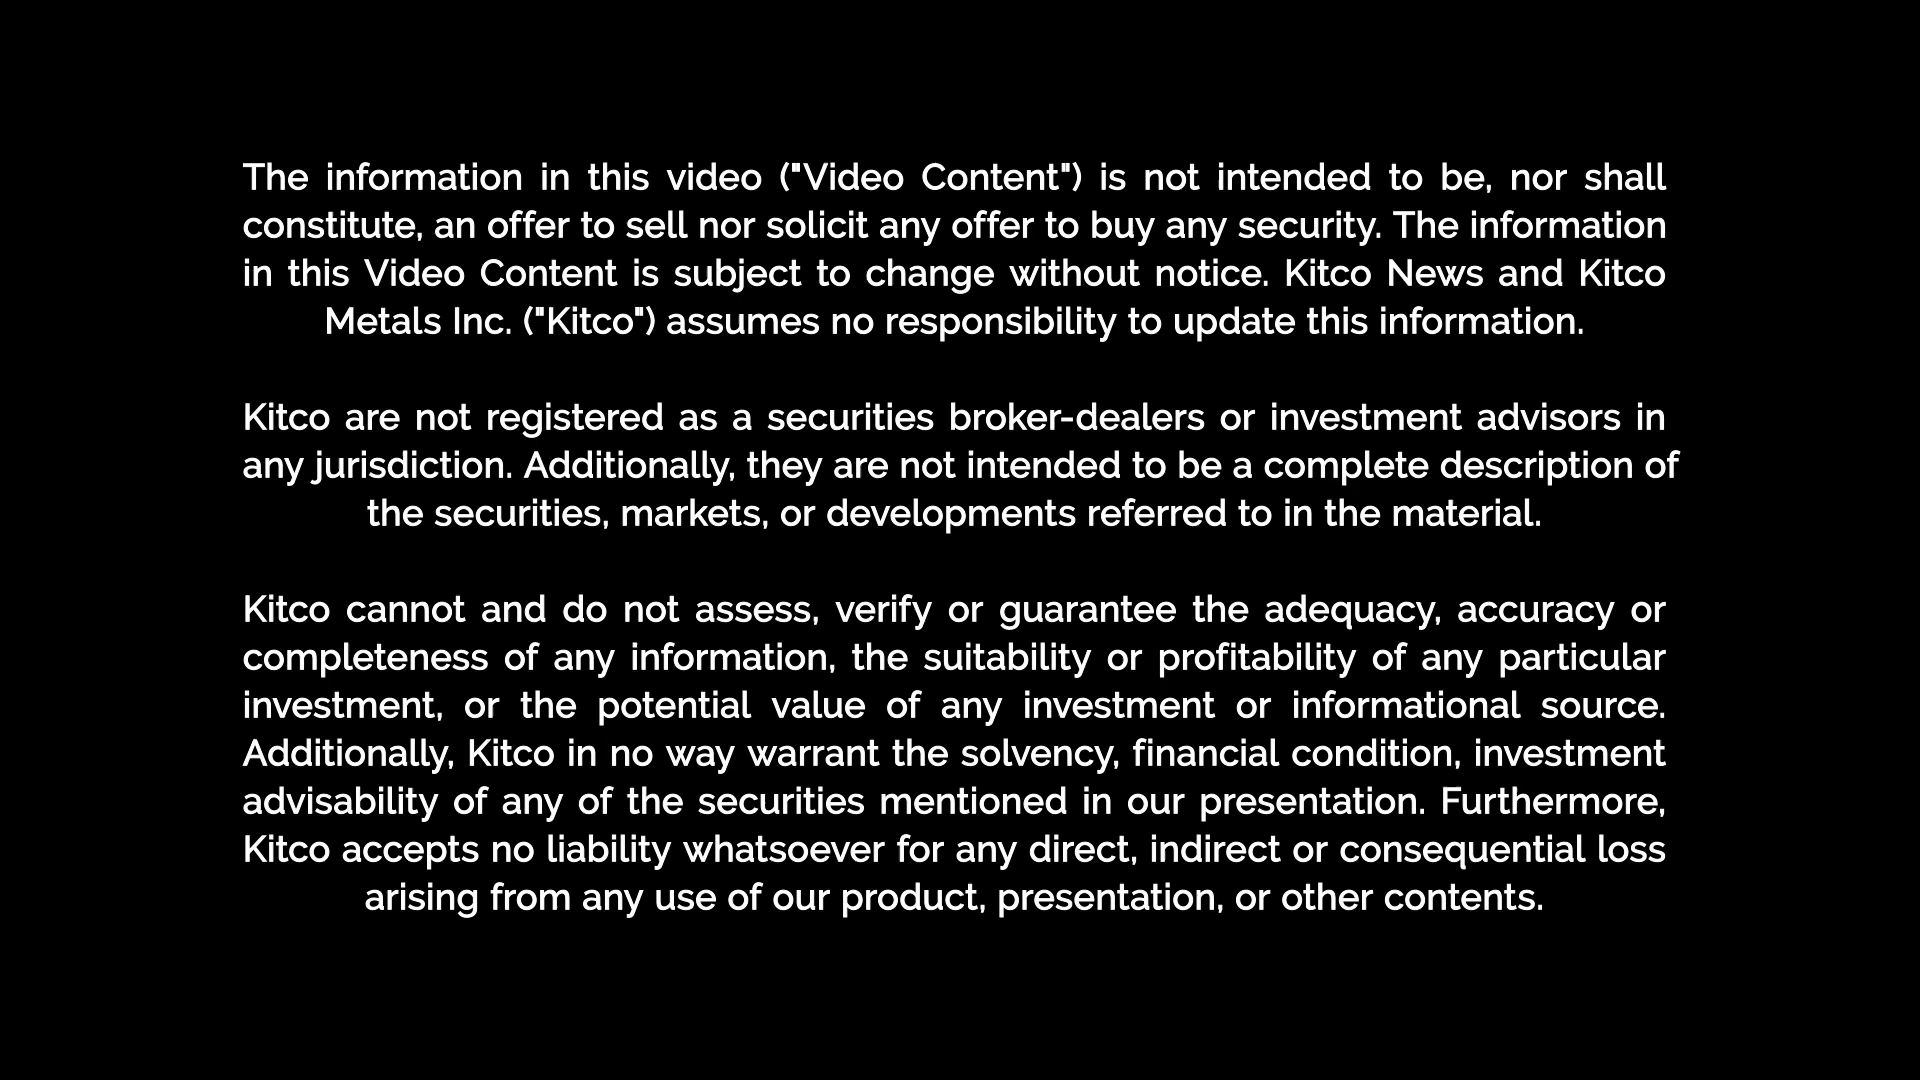 The information in this video ("Video Content") is not intended to be, nor shall
constitute, an offer to sell nor solicit any offer to buy any security. The information
in this Video Content is subject to change without notice. Kitco News and Kitco
Metals Inc. ("Kitco") assumes no responsibility to update this information.
Kitco are not registered as a securities broker-dealers or investment advisors in
any jurisdiction. Additionally, they are not intended to be a complete description of
the securities, markets, or developments referred to in the material.
Kitco cannot and do not assess, verify or guarantee the adequacy, accuracy or
completeness of any information, the suitability or profitability of any particular
investment, or the potential value of any investment or informational source.
Additionally, Kitco in no way warrant the solvency, financial condition, investment
advisability of any of the securities mentioned in our presentation. Furthermore,
Kitco accepts no liability whatsoever for any direct, indirect or consequential loss
arising from any use of our product, presentation, or other contents.